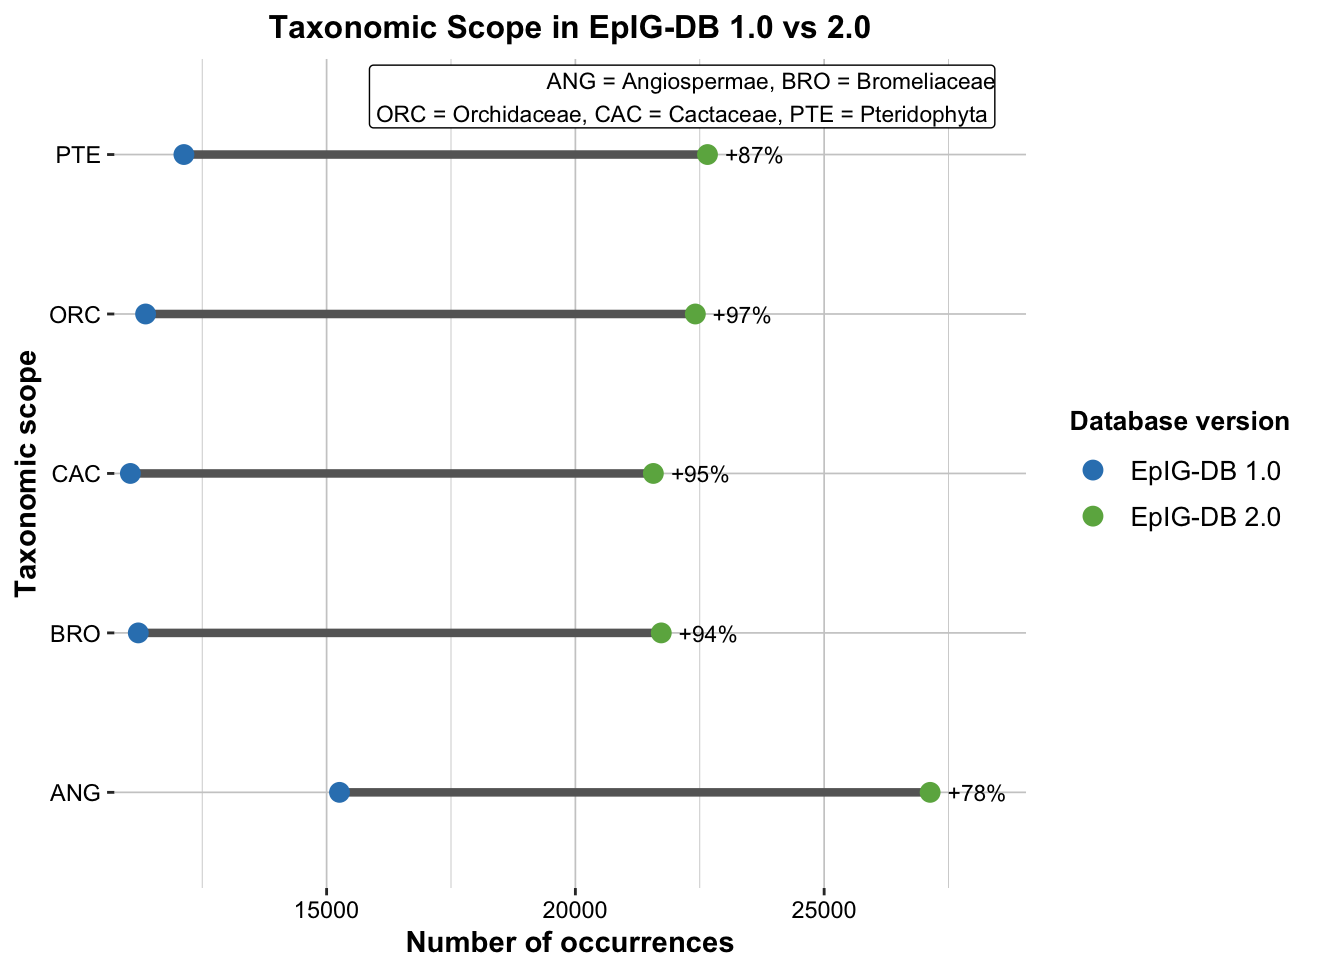 Taxonomic Scope in EpIG-DB 1.0 vs 2.0
ANG = Angiospermae, BRO = Bromeliaceae
ORC = Orchidaceae, CAC = Cactaceae, PTE = Pteridophyta
PTE
+87%
ORC
+97%
CAC
+95%
BRO
+94%
ANG
+78%
Taxonomic scope
15000
20000
25000
Number of occurrences
Database version
EpIG-DB 1.0
EpIG-DB 2.0